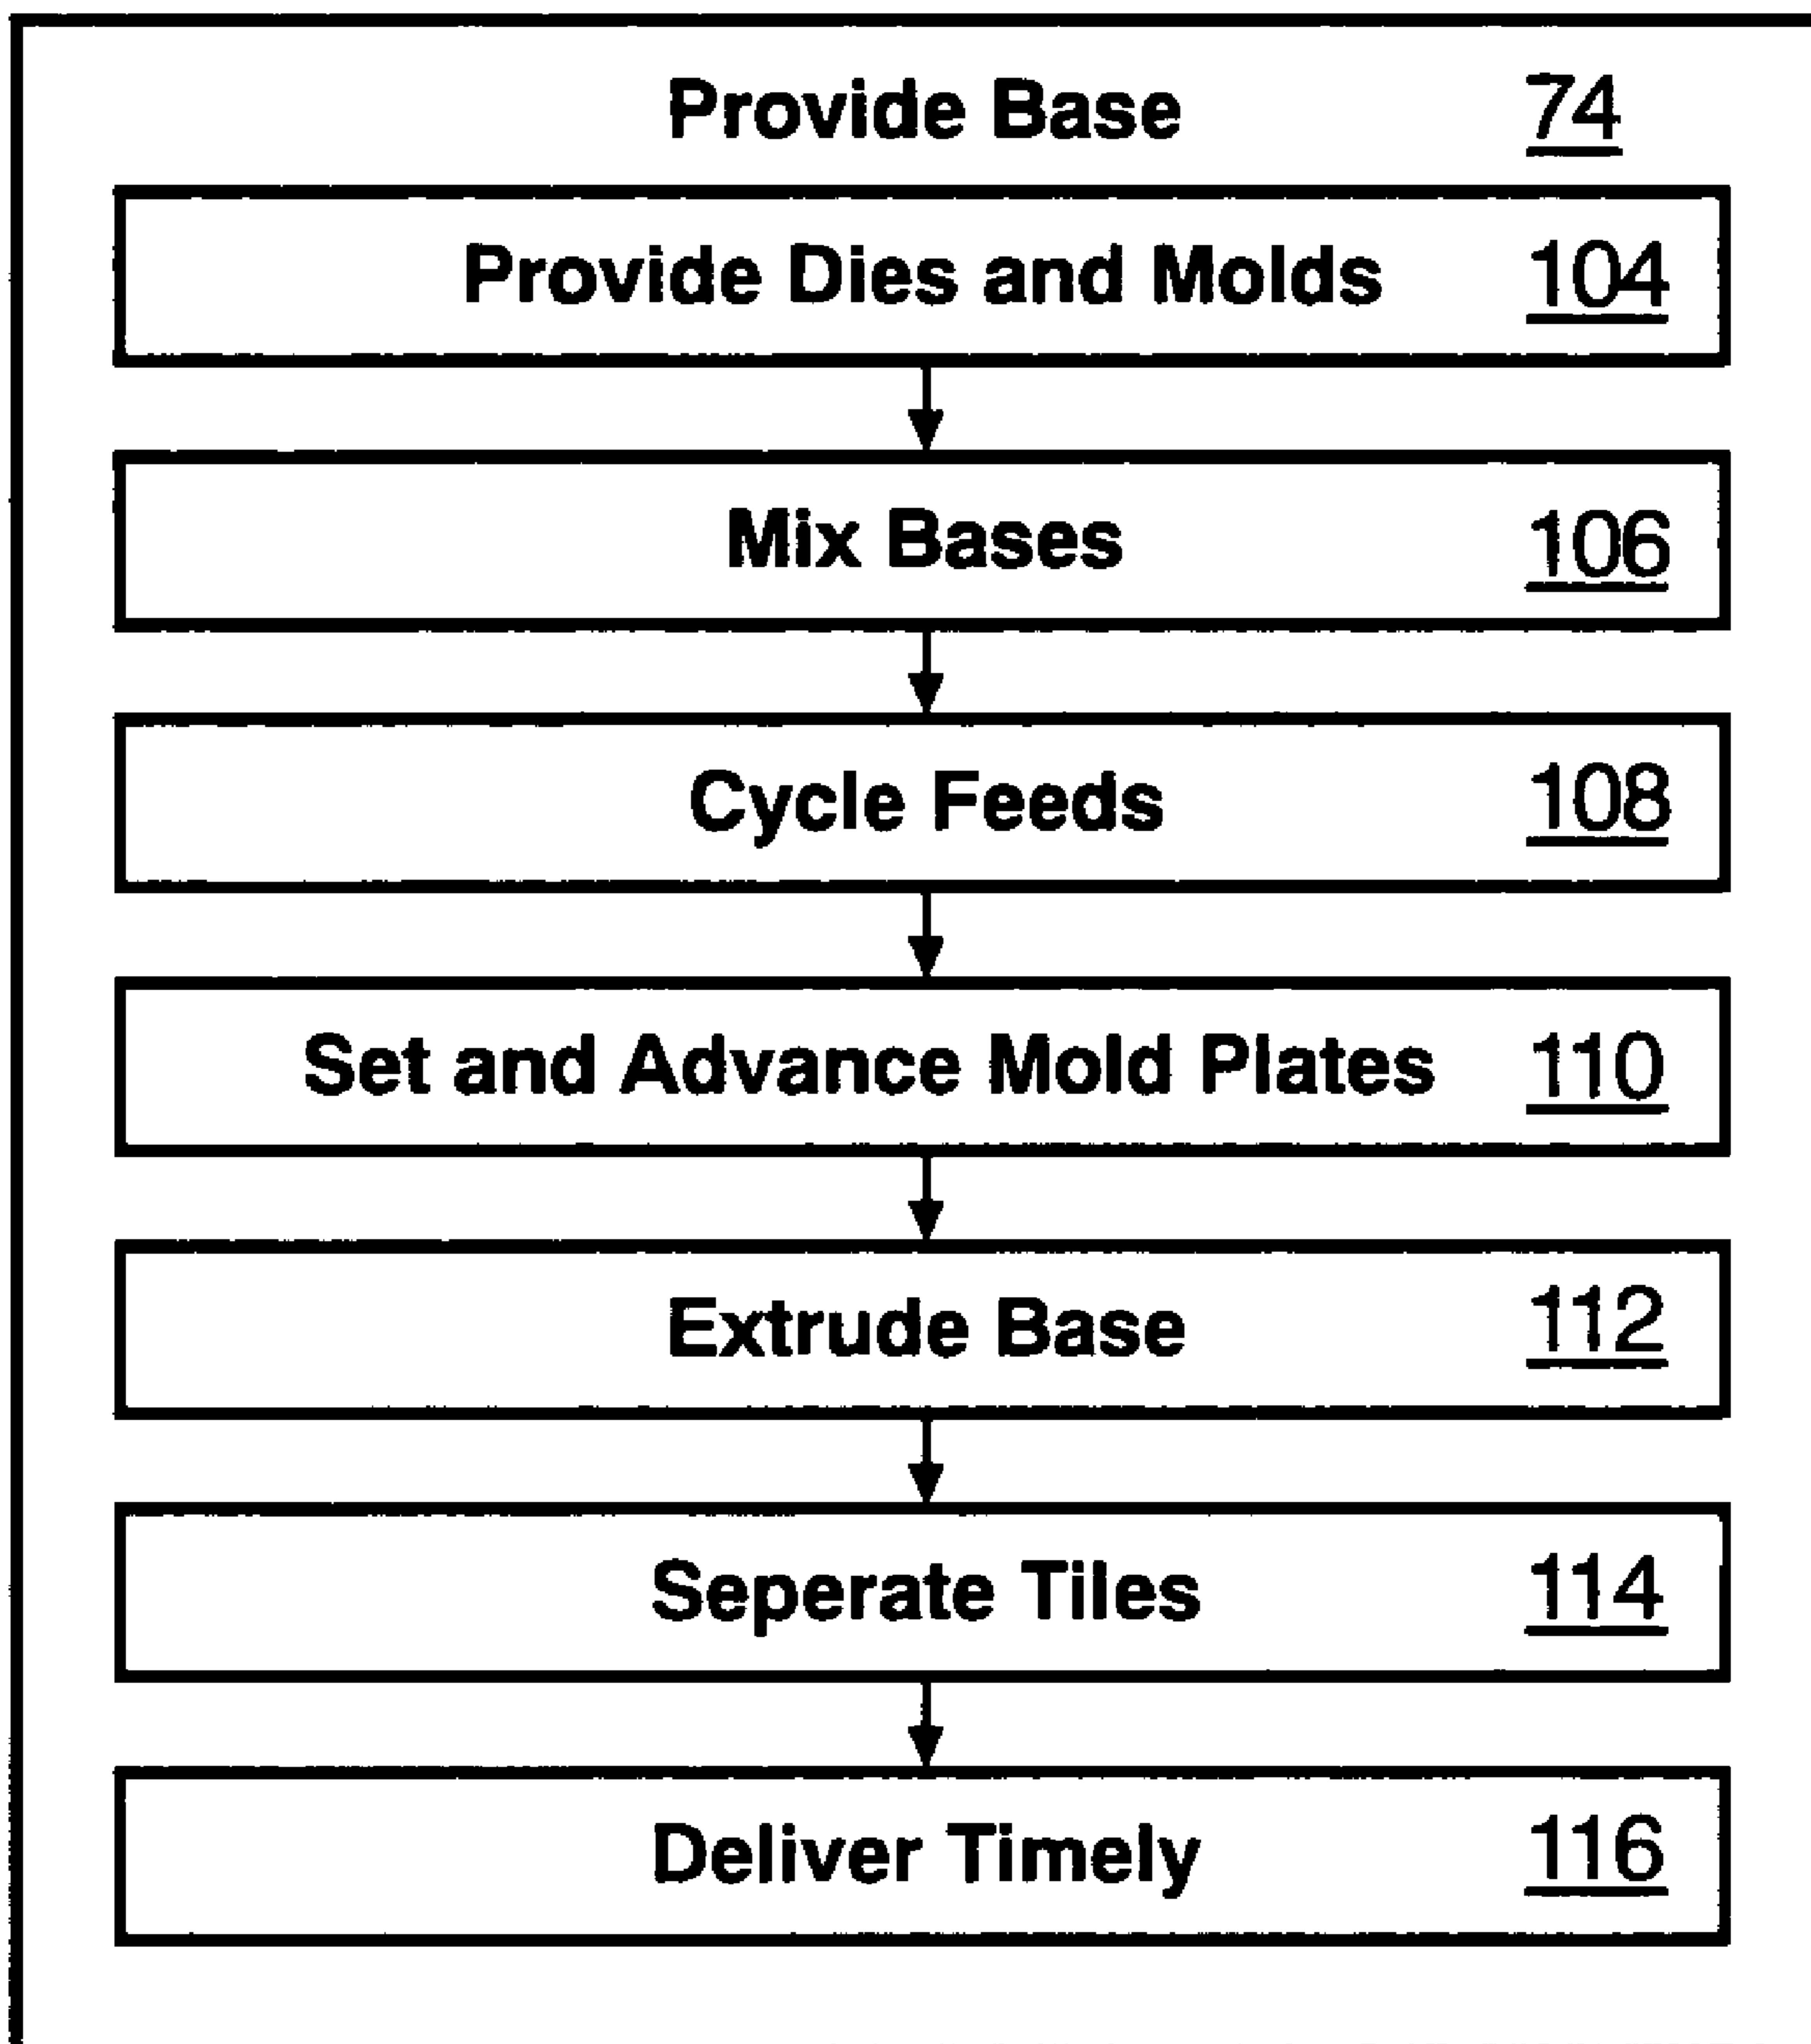 Provide Base 74
Provide Dies and Molds 104
Mix Bases 106
Cycle Feeds 108
Set and Advance Mold Plates 110
Extrude Base 112
Seperate Tiles 114
Deliver Timely 116